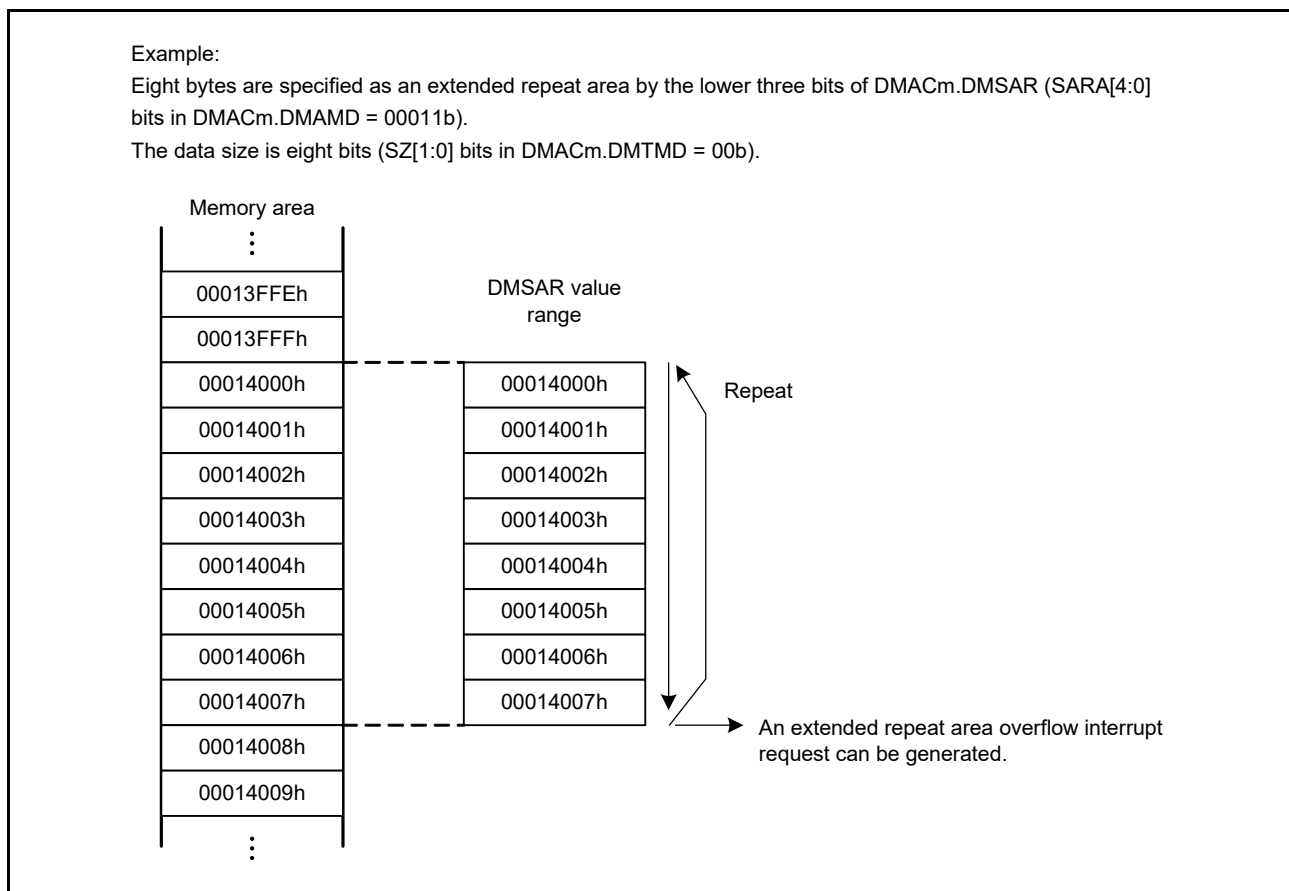 Example:
Eight bytes are specified as an extended repeat area by the lower three bits of DMACm.DMSAR (SARA[4:0]
bits in DMACm.DMAMD = 00011b).
The data size is eight bits (SZ[1:0] bits in DMACm.DMTMD = 00b).
Memory area
⋮
00013FFEh
00013FFFh
00014000h
00014001h
00014002h
00014003h
00014004h
00014005h
00014006h
00014007h
00014008h
00014009h
⋮
DMSAR value
range
00014000h
00014001h
00014002h
00014003h
00014004h
00014005h
00014006h
00014007h
Repeat
An extended repeat area overflow interrupt
request can be generated.